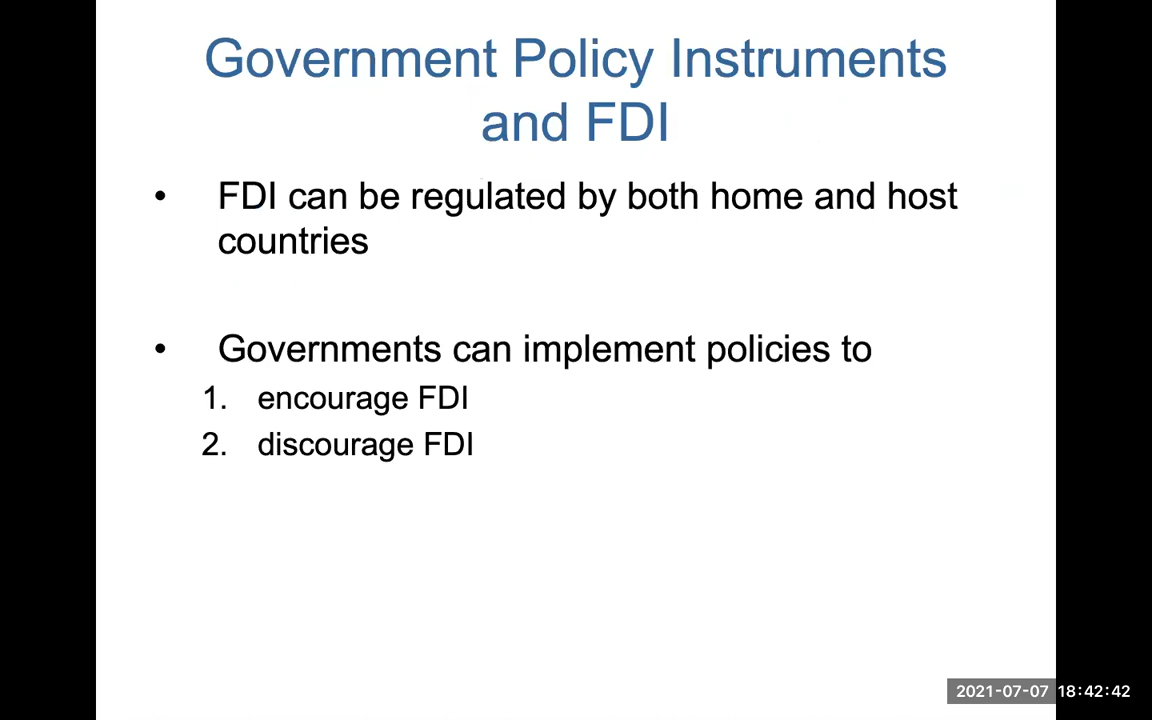 Government Policy Instruments
and FDI
• FDI can be regulated by both home and host
countries
• Governments can implement policies to
1. encourage FDI
2. discourage FDI
2021-07-07 18:42:42